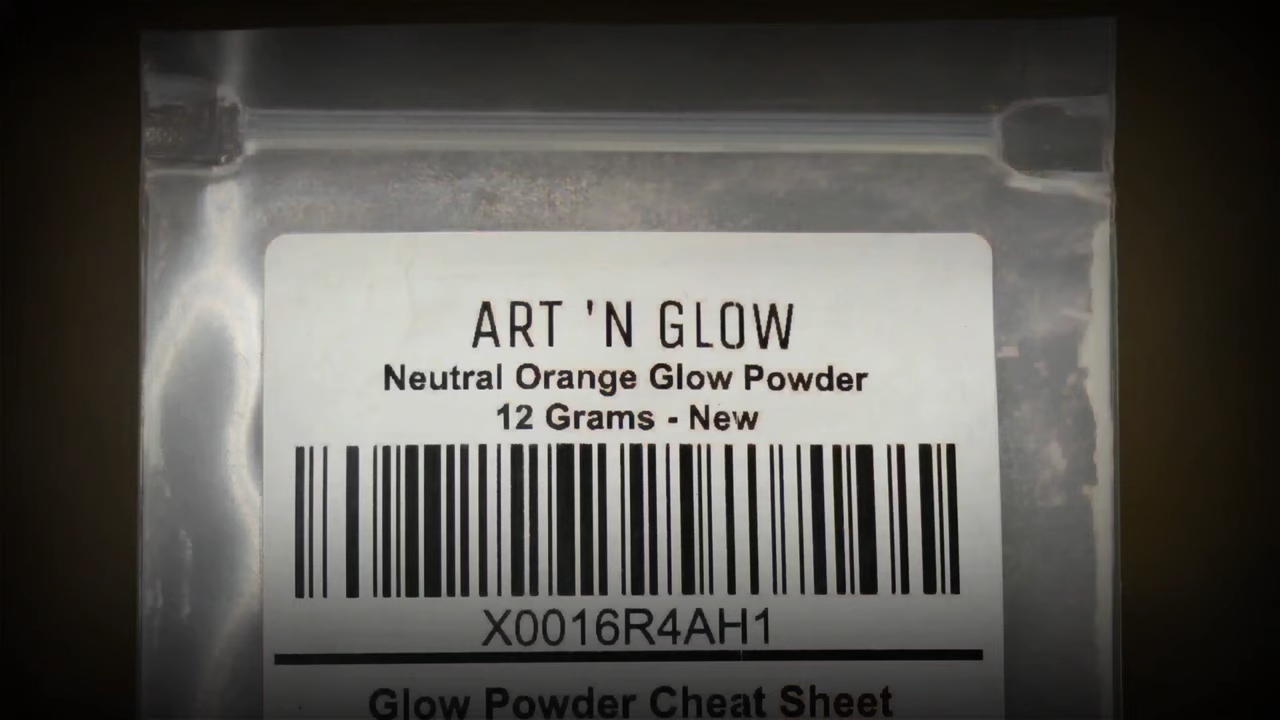 ART 'N GLOW
Neutral Orange Glow Powder
12 Grams - New
X0016R4AH1
Glow Powder Cheat Sheet